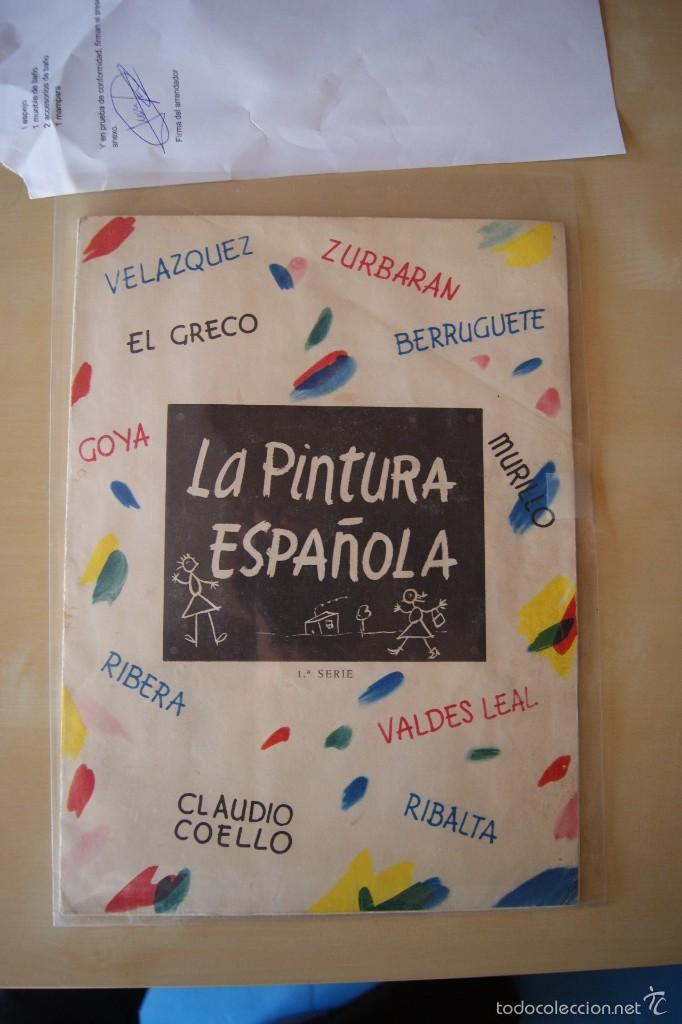 1 espejo
1 mueble de baño
2 accesorios de baño
1 mampara
Y en prueba de conformidad, firman el presente
anexo.
Firma del arrendador
VELAZQUEZ
ZURBARAN
EL GRECO
BERRUGUETE
GOYA
MURILLO
LA PINTURA
ESPAÑOLA
1.ª SERIE
RIBERA
VALDES LEAL
CLAUDIO
COELLO
RIBALTA
todocoleccion.net